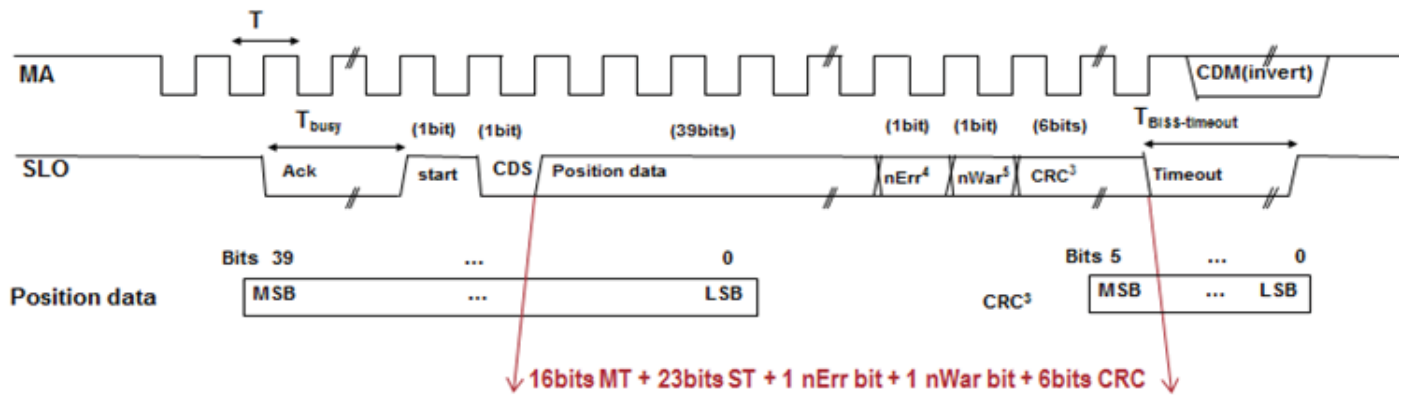 T
MA
CDM(invert)
Tbusy (1bit) (1bit) (39bits) (1bit) (1bit) (6bits) TBISS-timeout
SLO Ack start CDS Position data nErr⁴ nWar⁵ CRC³ Timeout
Bits 39 ... 0 Bits 5 ... 0
Position data MSB ... LSB CRC³ MSB ... LSB
16bits MT + 23bits ST + 1 nErr bit + 1 nWar bit + 6bits CRC